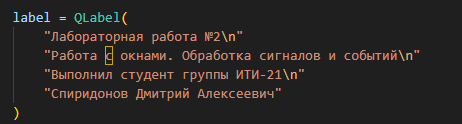 label = QLabel(
"Лабораторная работа №2\n"
"Работа с окнами. Обработка сигналов и событий\n"
"Выполнил студент группы ИТИ-21\n"
"Спиридонов Дмитрий Алексеевич"
)